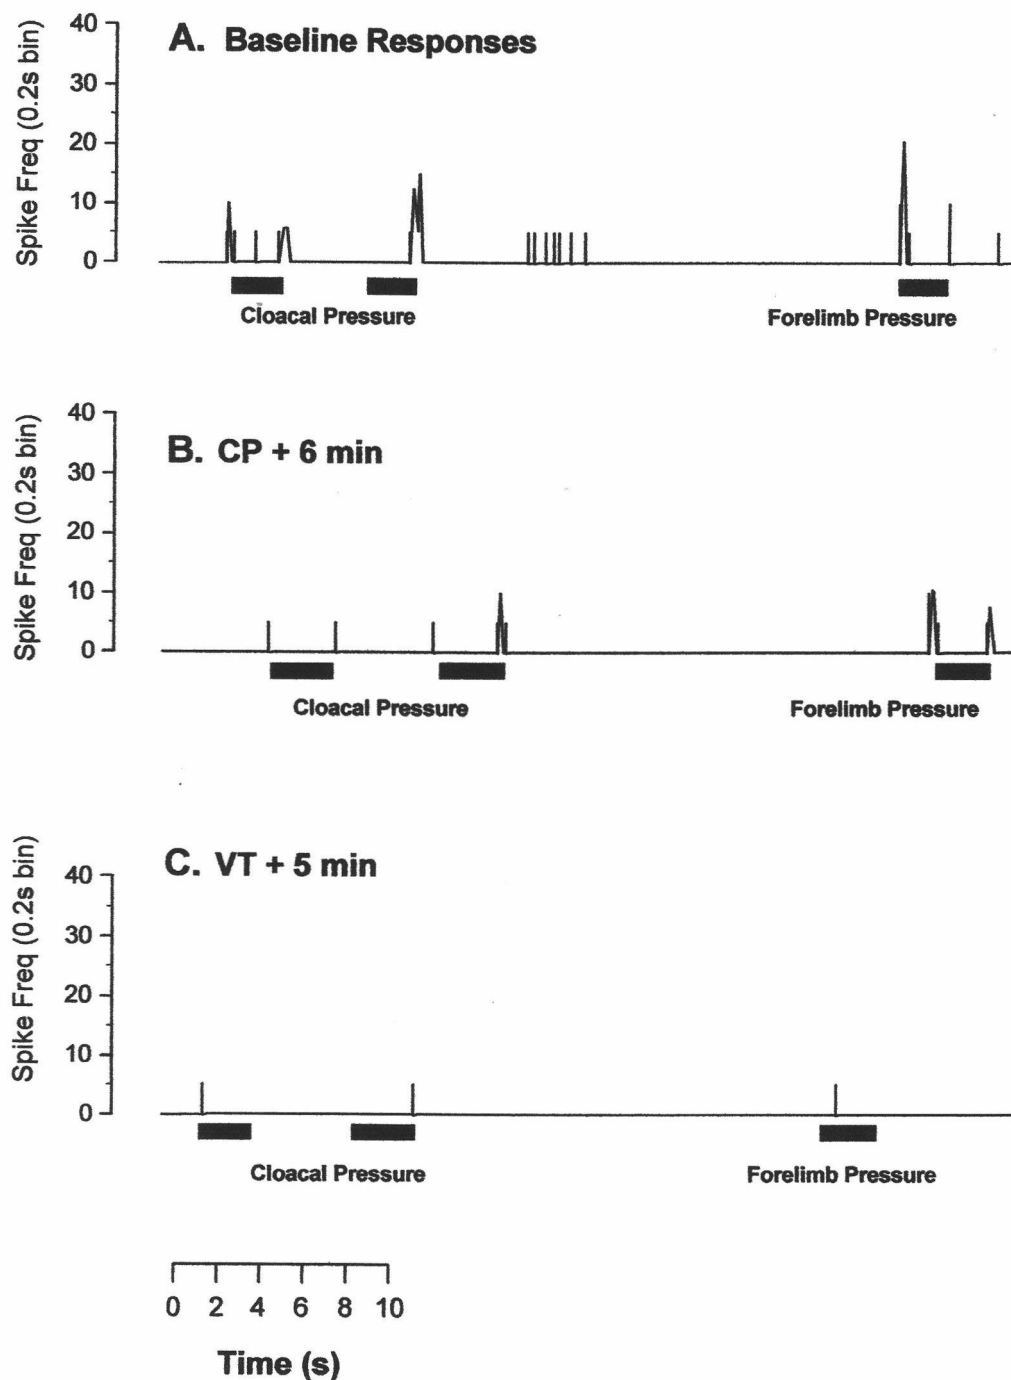 A. Baseline Responses
Spike Freq (0.2s bin)
40
30
20
10
0
Cloacal Pressure
Forelimb Pressure
B. CP + 6 min
Spike Freq (0.2s bin)
40
30
20
10
0
Cloacal Pressure
Forelimb Pressure
C. VT + 5 min
Spike Freq (0.2s bin)
40
30
20
10
0
Cloacal Pressure
Forelimb Pressure
0 2 4 6 8 10
Time (s)